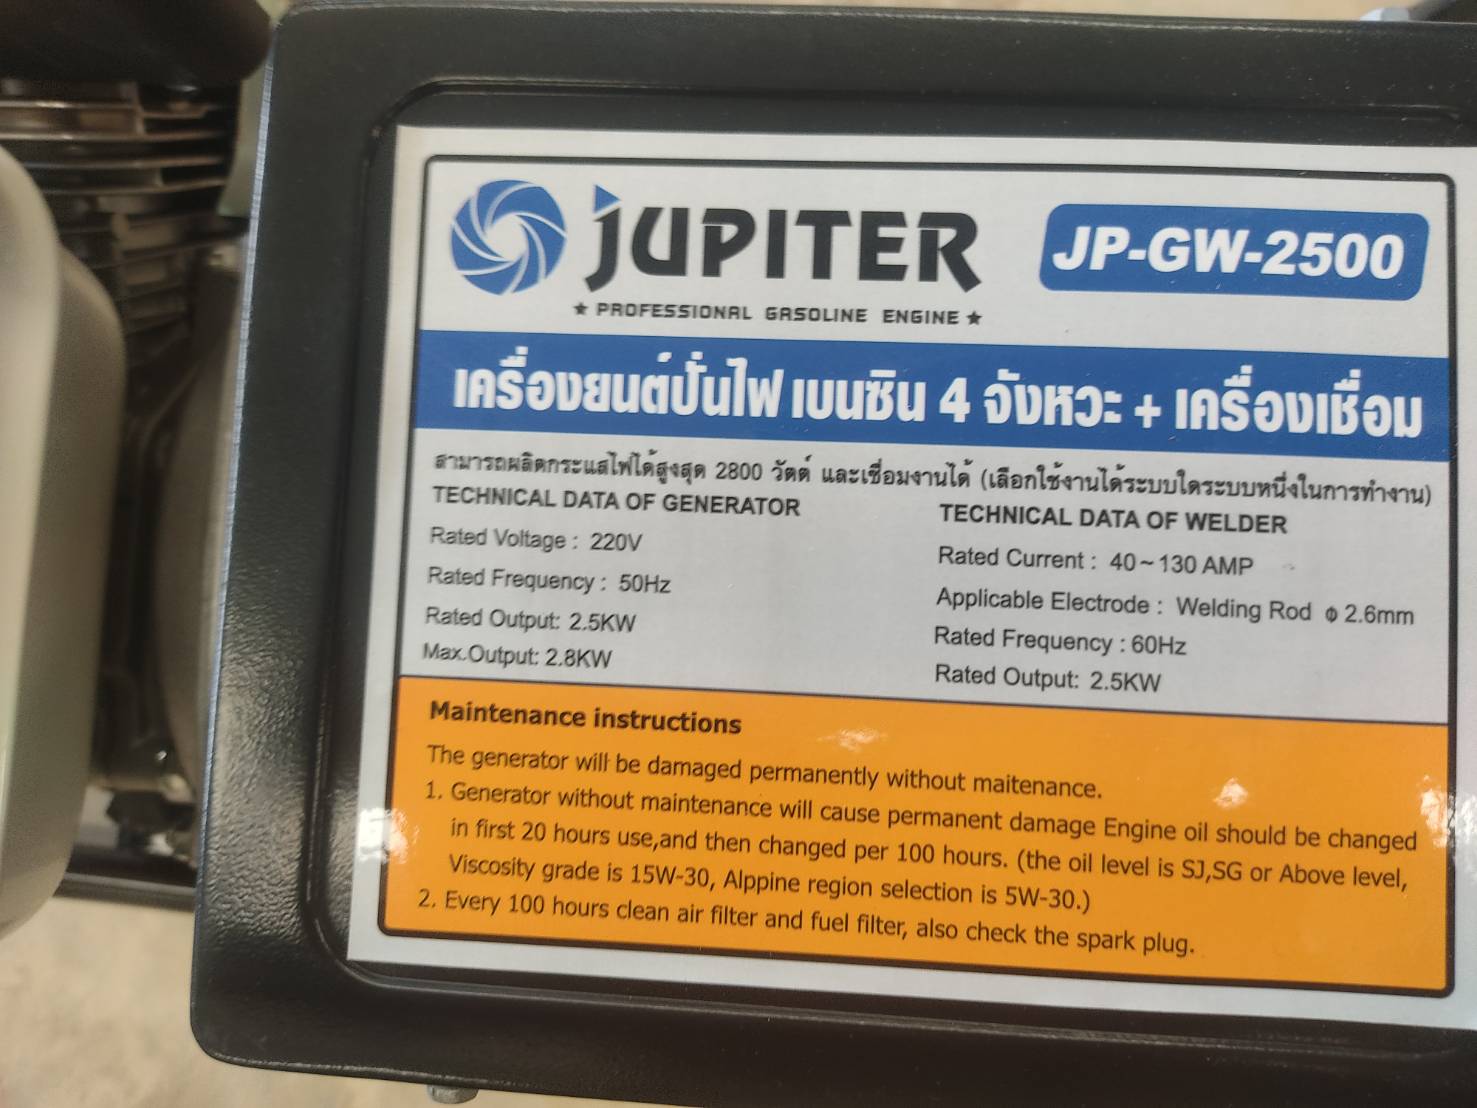 JUPITER
JP-GW-2500
★ PROFESSIONAL GASOLINE ENGINE ★
เครื่องยนต์ปั่นไฟ เบนซิน 4 จังหวะ + เครื่องเชื่อม
สามารถผลิตกระแสไฟได้สูงสุด 2800 วัตต์ และเชื่อมงานได้ (เลือกใช้งานได้ระบบใดระบบหนึ่งในการทำงาน)
TECHNICAL DATA OF GENERATOR
Rated Voltage : 220V
Rated Frequency : 50Hz
Rated Output: 2.5KW
Max.Output: 2.8KW
TECHNICAL DATA OF WELDER
Rated Current : 40~130 AMP
Applicable Electrode : Welding Rod ϕ 2.6mm
Rated Frequency : 60Hz
Rated Output: 2.5KW
Maintenance instructions
The generator will be damaged permanently without maitenance.
1. Generator without maintenance will cause permanent damage Engine oil should be changed
in first 20 hours use,and then changed per 100 hours. (the oil level is SJ,SG or Above level,
Viscosity grade is 15W-30, Alppine region selection is 5W-30.)
2. Every 100 hours clean air filter and fuel filter, also check the spark plug.